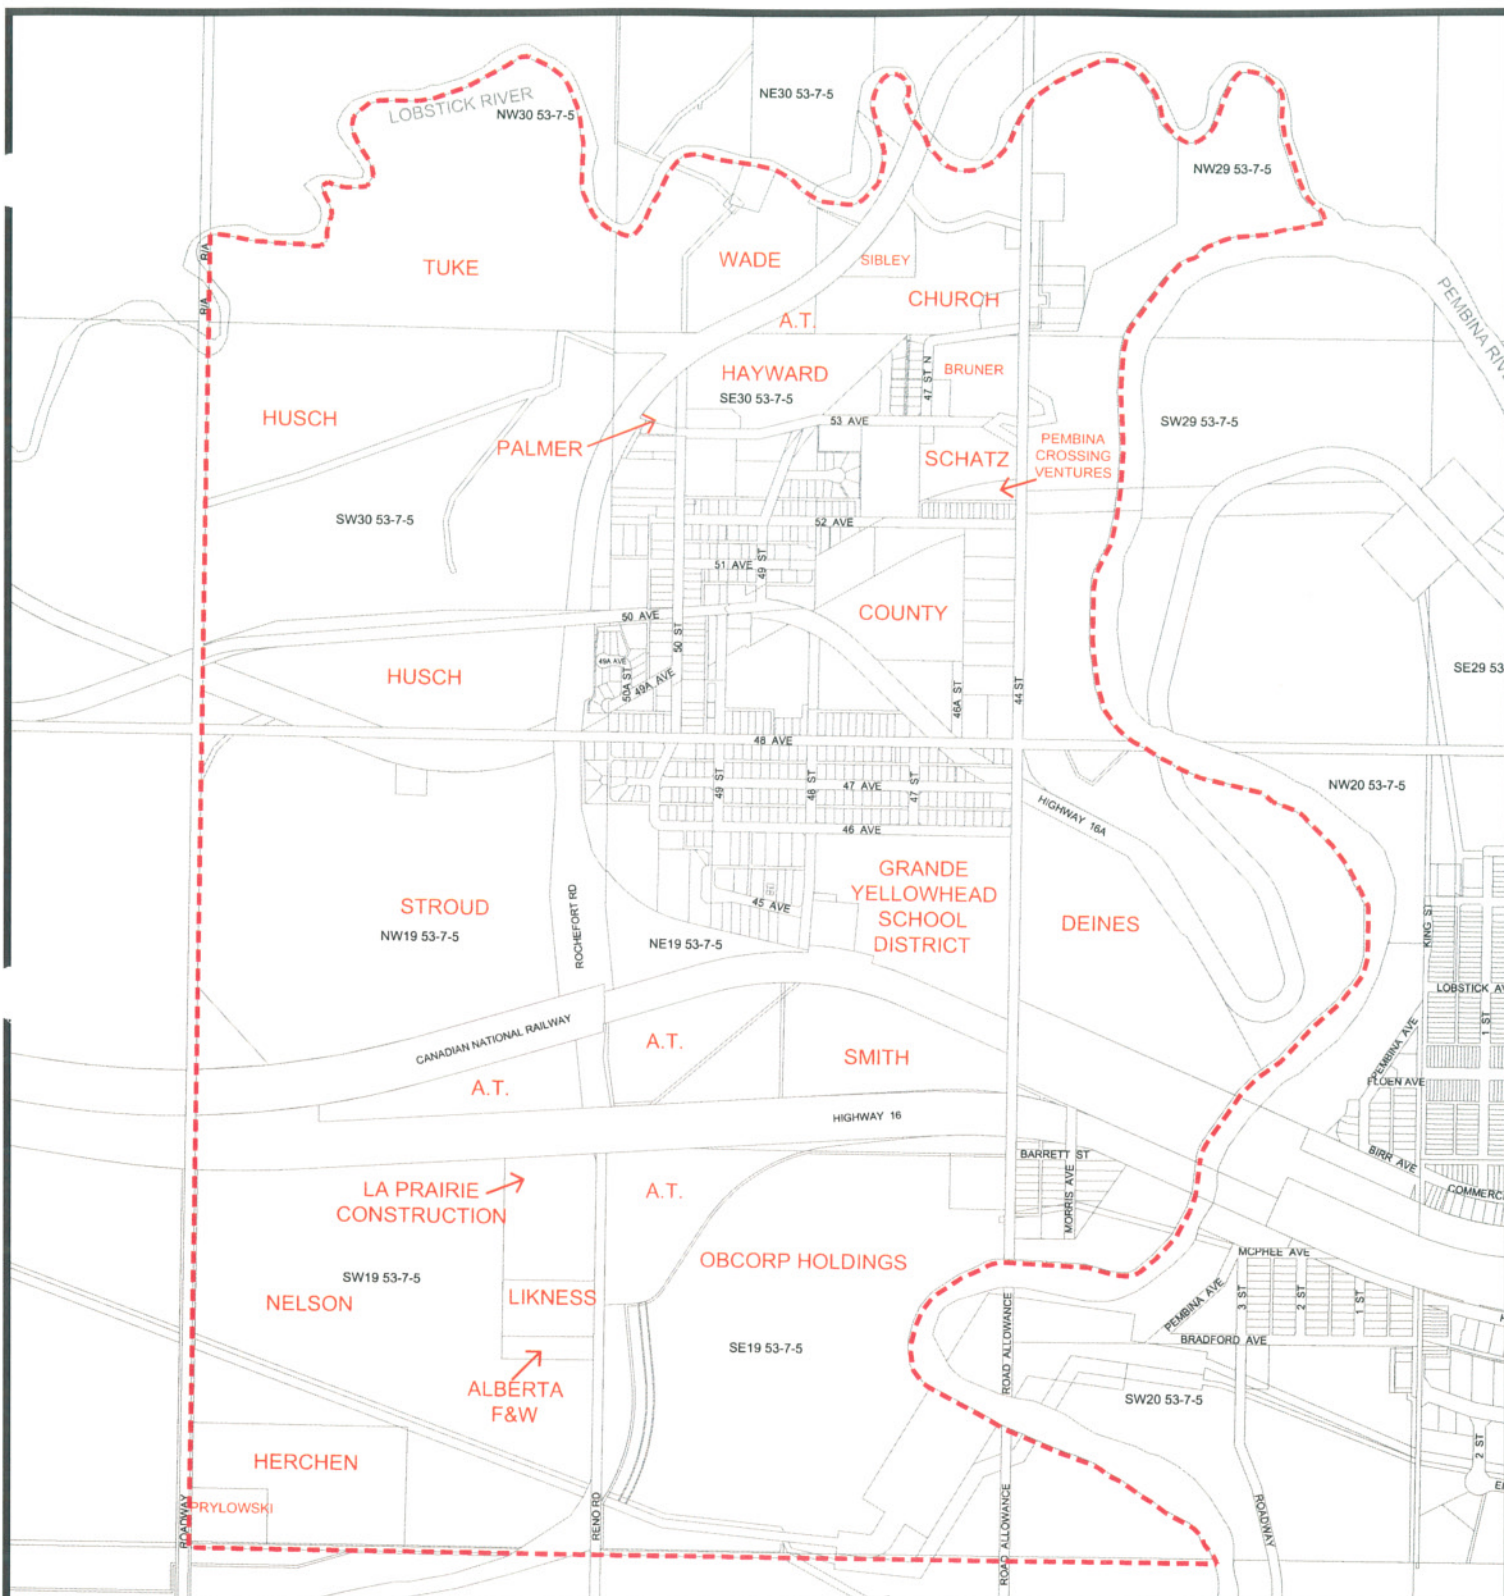 NE30 53-7-5
LOBSTICK RIVER
NW30 53-7-5
NW29 53-7-5
R/A
TUKE
WADE
SIBLEY
CHURCH
R/A
A.T.
PEMBINA
HAYWARD
BRUNER
47 ST N
HUSCH
SE30 53-7-5
53 AVE
SW29 53-7-5
PALMER
SCHATZ
PEMBINA
CROSSING
VENTURES
SW30 53-7-5
52 AVE
51 AVE
49 ST
50 AVE
COUNTY
50 ST
49A AVE
HUSCH
50A ST
49A AVE
46A ST
44 ST
SE29 53
48 AVE
49 ST
48 ST
47 AVE
47 ST
NW20 53-7-5
46 AVE
HIGHWAY 16A
GRANDE
YELLOWHEAD
SCHOOL
DISTRICT
STROUD
NW19 53-7-5
45 AVE
NE19 53-7-5
DEINES
ROCHEFORT RD
KING ST
LOBSTICK AV
1 ST
CANADIAN NATIONAL RAILWAY
A.T.
SMITH
PEMBINA AVE
FLOEN AVE
A.T.
HIGHWAY 16
BARRETT ST
BIRR AVE
LA PRAIRIE
CONSTRUCTION
A.T.
MORRIS AVE
COMMERC
OBCORP HOLDINGS
MCPHEE AVE
SW19 53-7-5
NELSON
LIKNESS
PEMBINA AVE
3 ST
2 ST
1 ST
ROAD ALLOWANCE
BRADFORD AVE
SE19 53-7-5
ALBERTA
F&W
SW20 53-7-5
HERCHEN
2 ST
PRYLOWSKI
ROADWAY
RENO RD
ROAD ALLOWANCE
ROADWAY